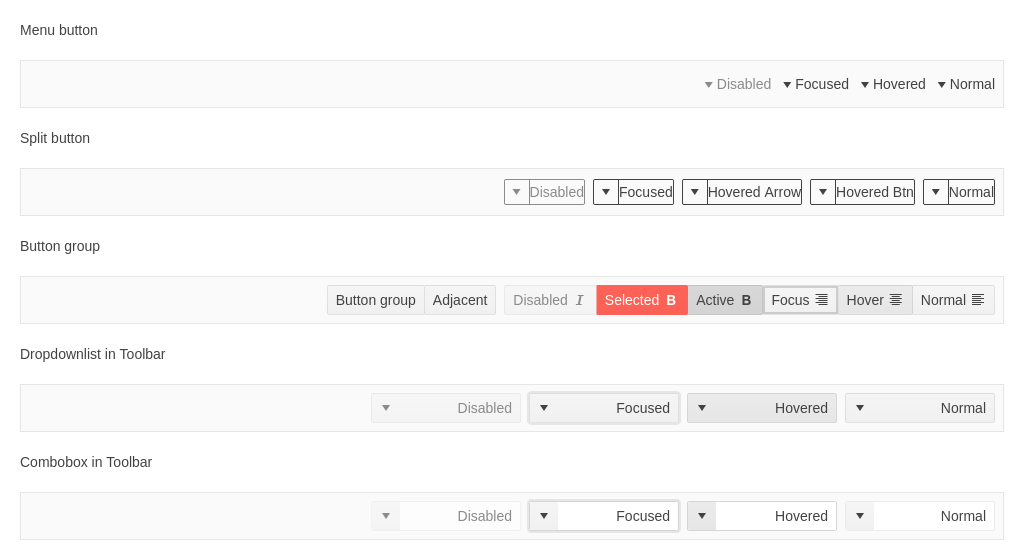 Menu button
Disabled Focused Hovered Normal
Split button
Disabled Focused Hovered Arrow Hovered Btn Normal
Button group
Button group Adjacent Disabled I Selected B Active B Focus Hover Normal
Dropdownlist in Toolbar
Disabled Focused Hovered Normal
Combobox in Toolbar
Disabled Focused Hovered Normal